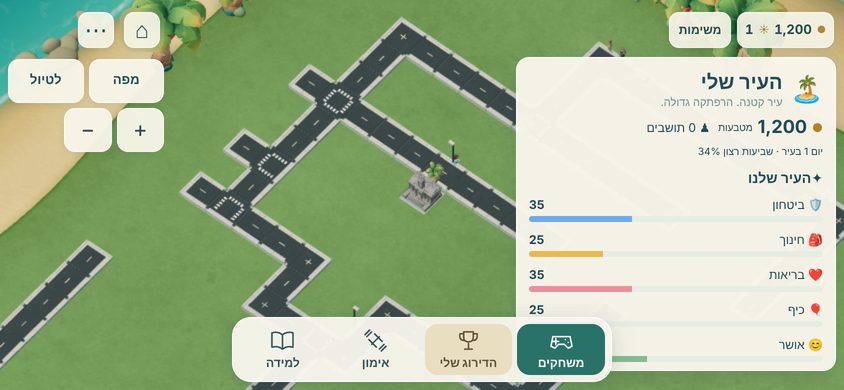 1,200 ☀ 1
משימות
העיר שלי
עיר קטנה. הרפתקה גדולה.
1,200 מטבעות ♟ 0 תושבים
יום 1 בעיר · שביעות רצון 34%
✦העיר שלנו
ביטחון 35
חינוך 25
בריאות 35
כיף 25
אושר
⌂
⋯
מפה
לטיול
+
−
משחקים
הדירוג שלי
אימון
למידה